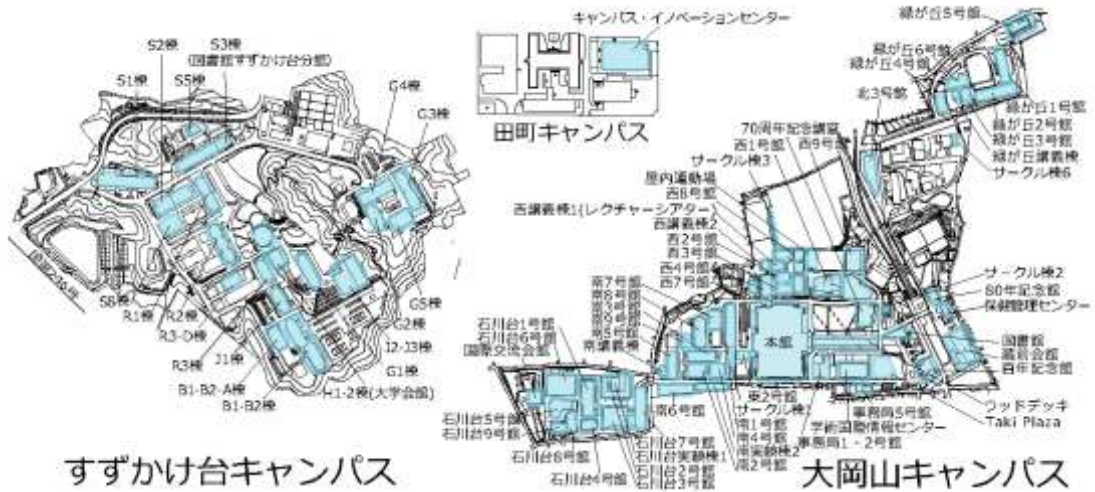 S1棟
S2棟
S3棟
(図書館すずかけ台分館)
S5棟
G4棟
G3棟
S8棟
R1棟
R2棟
R3-D棟
R3棟
J1棟
B1-B2-A棟
B1-B2棟
H1-2棟(大学会館)
G1棟
J2-J3棟
G2棟
G5棟
すずかけ台キャンパス
キャンパス・イノベーションセンター
田町キャンパス
緑が丘5号館
緑が丘6号館
緑が丘4号館
北3号館
緑が丘1号館
緑が丘2号館
緑が丘3号館
緑が丘講義棟
サークル棟6
70周年記念講堂
西1号館
西9号館
サークル棟3
屋内運動場
西8号館
西講義棟1(レクチャーシアター)
西講義棟2
西2号館
西3号館
西4号館
西7号館
南7号館
南8号館
南5号館
南講義棟
石川台1号館
石川台6号館
国際交流会館
本館
サークル棟2
80年記念館
保健管理センター
図書館
蔵前会館
百年記念館
ウッドデッキ
Taki Plaza
事務局5号館
学術国際情報センター
事務局1・2号館
東2号館
サークル棟1
南1号館
南4号館
南実験棟2
南2号館
南6号館
石川台5号館
石川台9号館
石川台8号館
石川台4号館
石川台7号館
石川台実験棟1
石川台2号館
石川台3号館
大岡山キャンパス